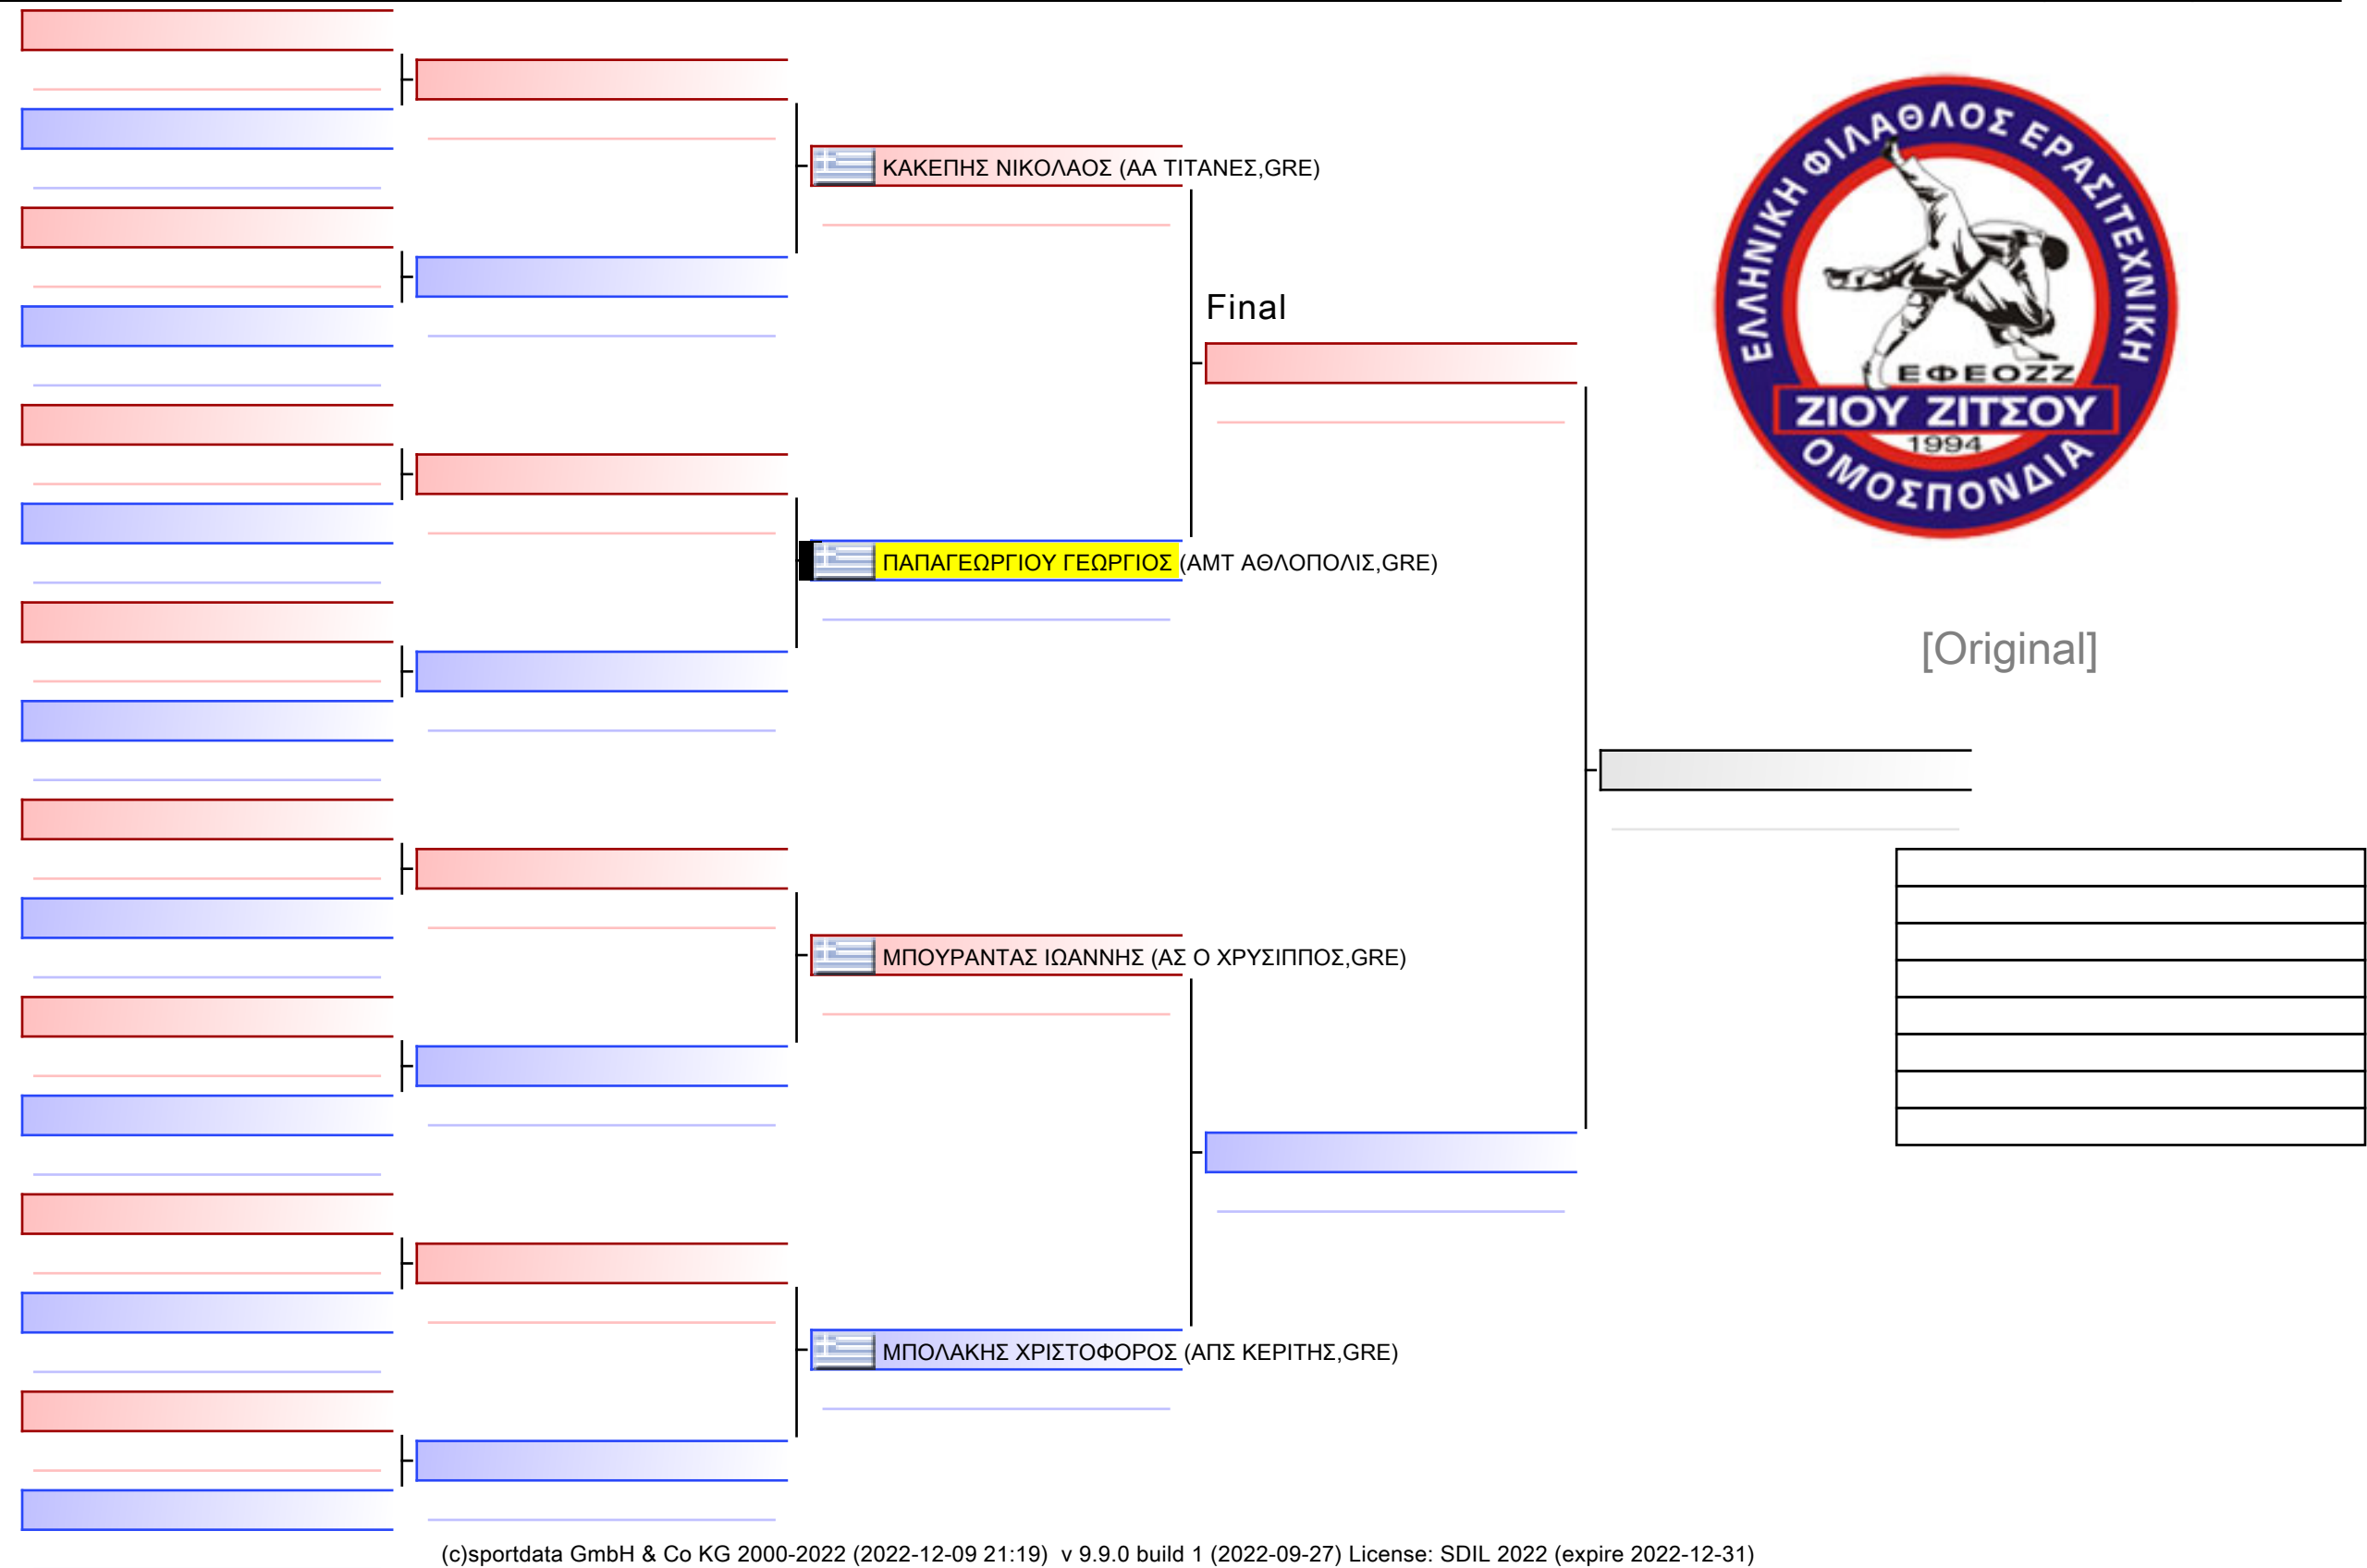 ΚΑΚΕΠΗΣ ΝΙΚΟΛΑΟΣ (ΑΑ ΤΙΤΑΝΕΣ,GRE)
Final
ΠΑΠΑΓΕΩΡΓΙΟΥ ΓΕΩΡΓΙΟΣ (ΑΜΤ ΑΘΛΟΠΟΛΙΣ,GRE)
ΜΠΟΥΡΑΝΤΑΣ ΙΩΑΝΝΗΣ (ΑΣ Ο ΧΡΥΣΙΠΠΟΣ,GRE)
ΜΠΟΛΑΚΗΣ ΧΡΙΣΤΟΦΟΡΟΣ (ΑΠΣ ΚΕΡΙΤΗΣ,GRE)
ΕΛΛΗΝΙΚΗ ΦΙΛΑΘΛΟΣ ΕΡΑΣΙΤΕΧΝΙΚΗ
ΕΦΕΟΖΖ
ΖΙΟΥ ΖΙΤΣΟΥ
1994
ΟΜΟΣΠΟΝΔΙΑ
[Original]
(c)sportdata GmbH & Co KG 2000-2022 (2022-12-09 21:19) v 9.9.0 build 1 (2022-09-27) License: SDIL 2022 (expire 2022-12-31)